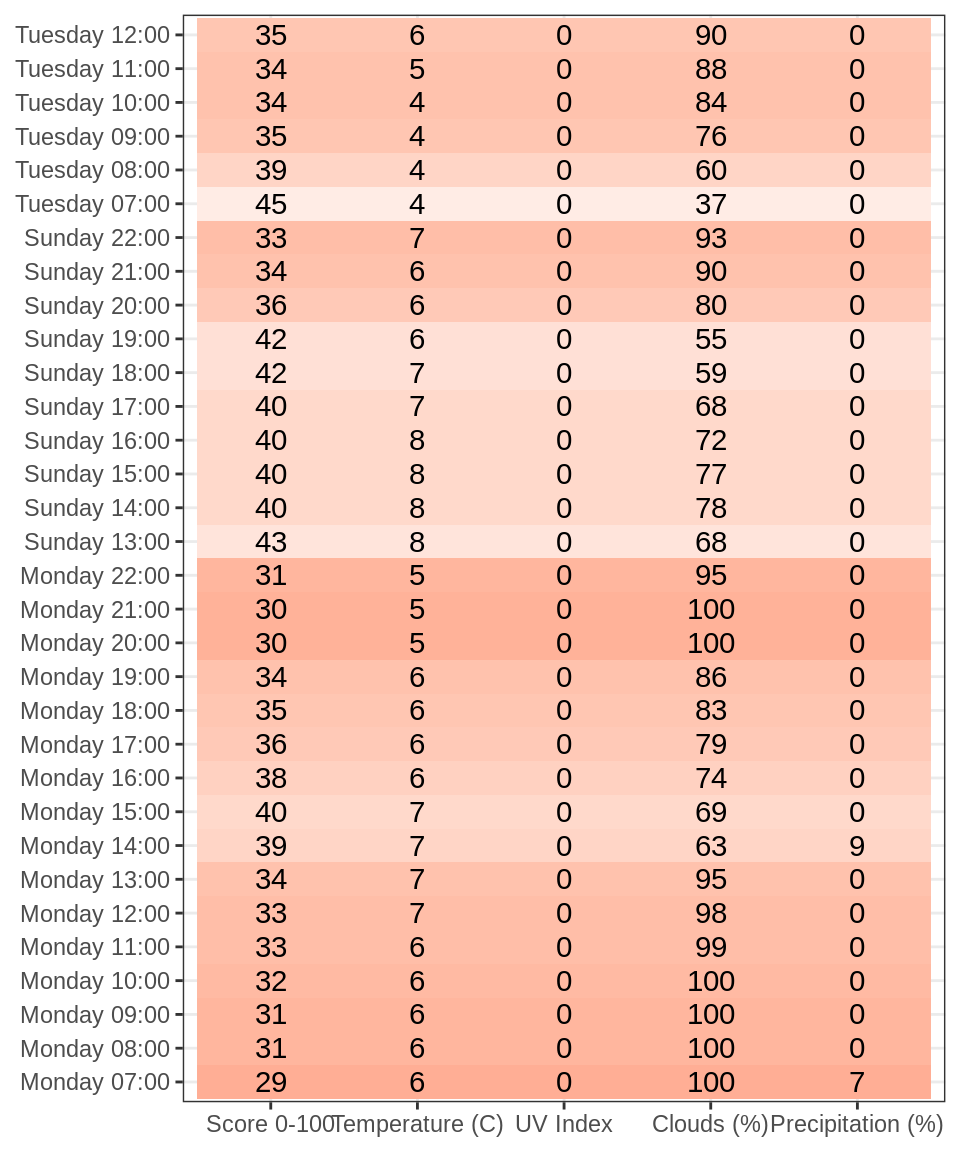 Tuesday 12:00 35 6 0 90 0
Tuesday 11:00 34 5 0 88 0
Tuesday 10:00 34 4 0 84 0
Tuesday 09:00 35 4 0 76 0
Tuesday 08:00 39 4 0 60 0
Tuesday 07:00 45 4 0 37 0
Sunday 22:00 33 7 0 93 0
Sunday 21:00 34 6 0 90 0
Sunday 20:00 36 6 0 80 0
Sunday 19:00 42 6 0 55 0
Sunday 18:00 42 7 0 59 0
Sunday 17:00 40 7 0 68 0
Sunday 16:00 40 8 0 72 0
Sunday 15:00 40 8 0 77 0
Sunday 14:00 40 8 0 78 0
Sunday 13:00 43 8 0 68 0
Monday 22:00 31 5 0 95 0
Monday 21:00 30 5 0 100 0
Monday 20:00 30 5 0 100 0
Monday 19:00 34 6 0 86 0
Monday 18:00 35 6 0 83 0
Monday 17:00 36 6 0 79 0
Monday 16:00 38 6 0 74 0
Monday 15:00 40 7 0 69 0
Monday 14:00 39 7 0 63 9
Monday 13:00 34 7 0 95 0
Monday 12:00 33 7 0 98 0
Monday 11:00 33 6 0 99 0
Monday 10:00 32 6 0 100 0
Monday 09:00 31 6 0 100 0
Monday 08:00 31 6 0 100 0
Monday 07:00 29 6 0 100 7
Score 0-100 Temperature (C) UV Index Clouds (%) Precipitation (%)